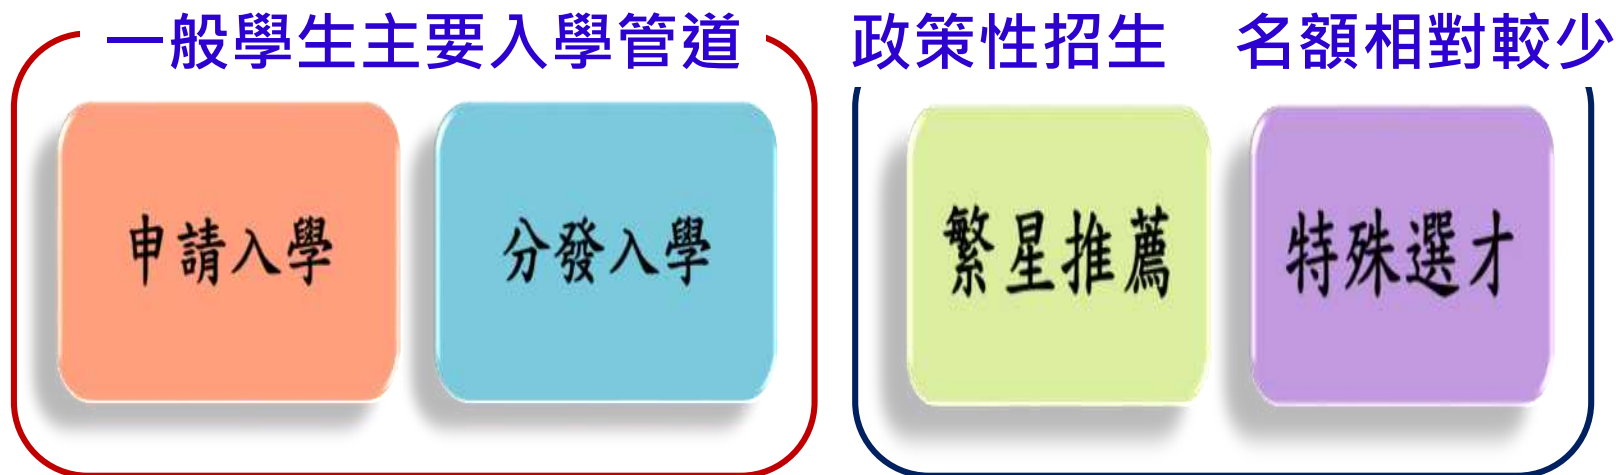 一般學生主要入學管道
政策性招生　名額相對較少
申請入學
分發入學
繁星推薦
特殊選才